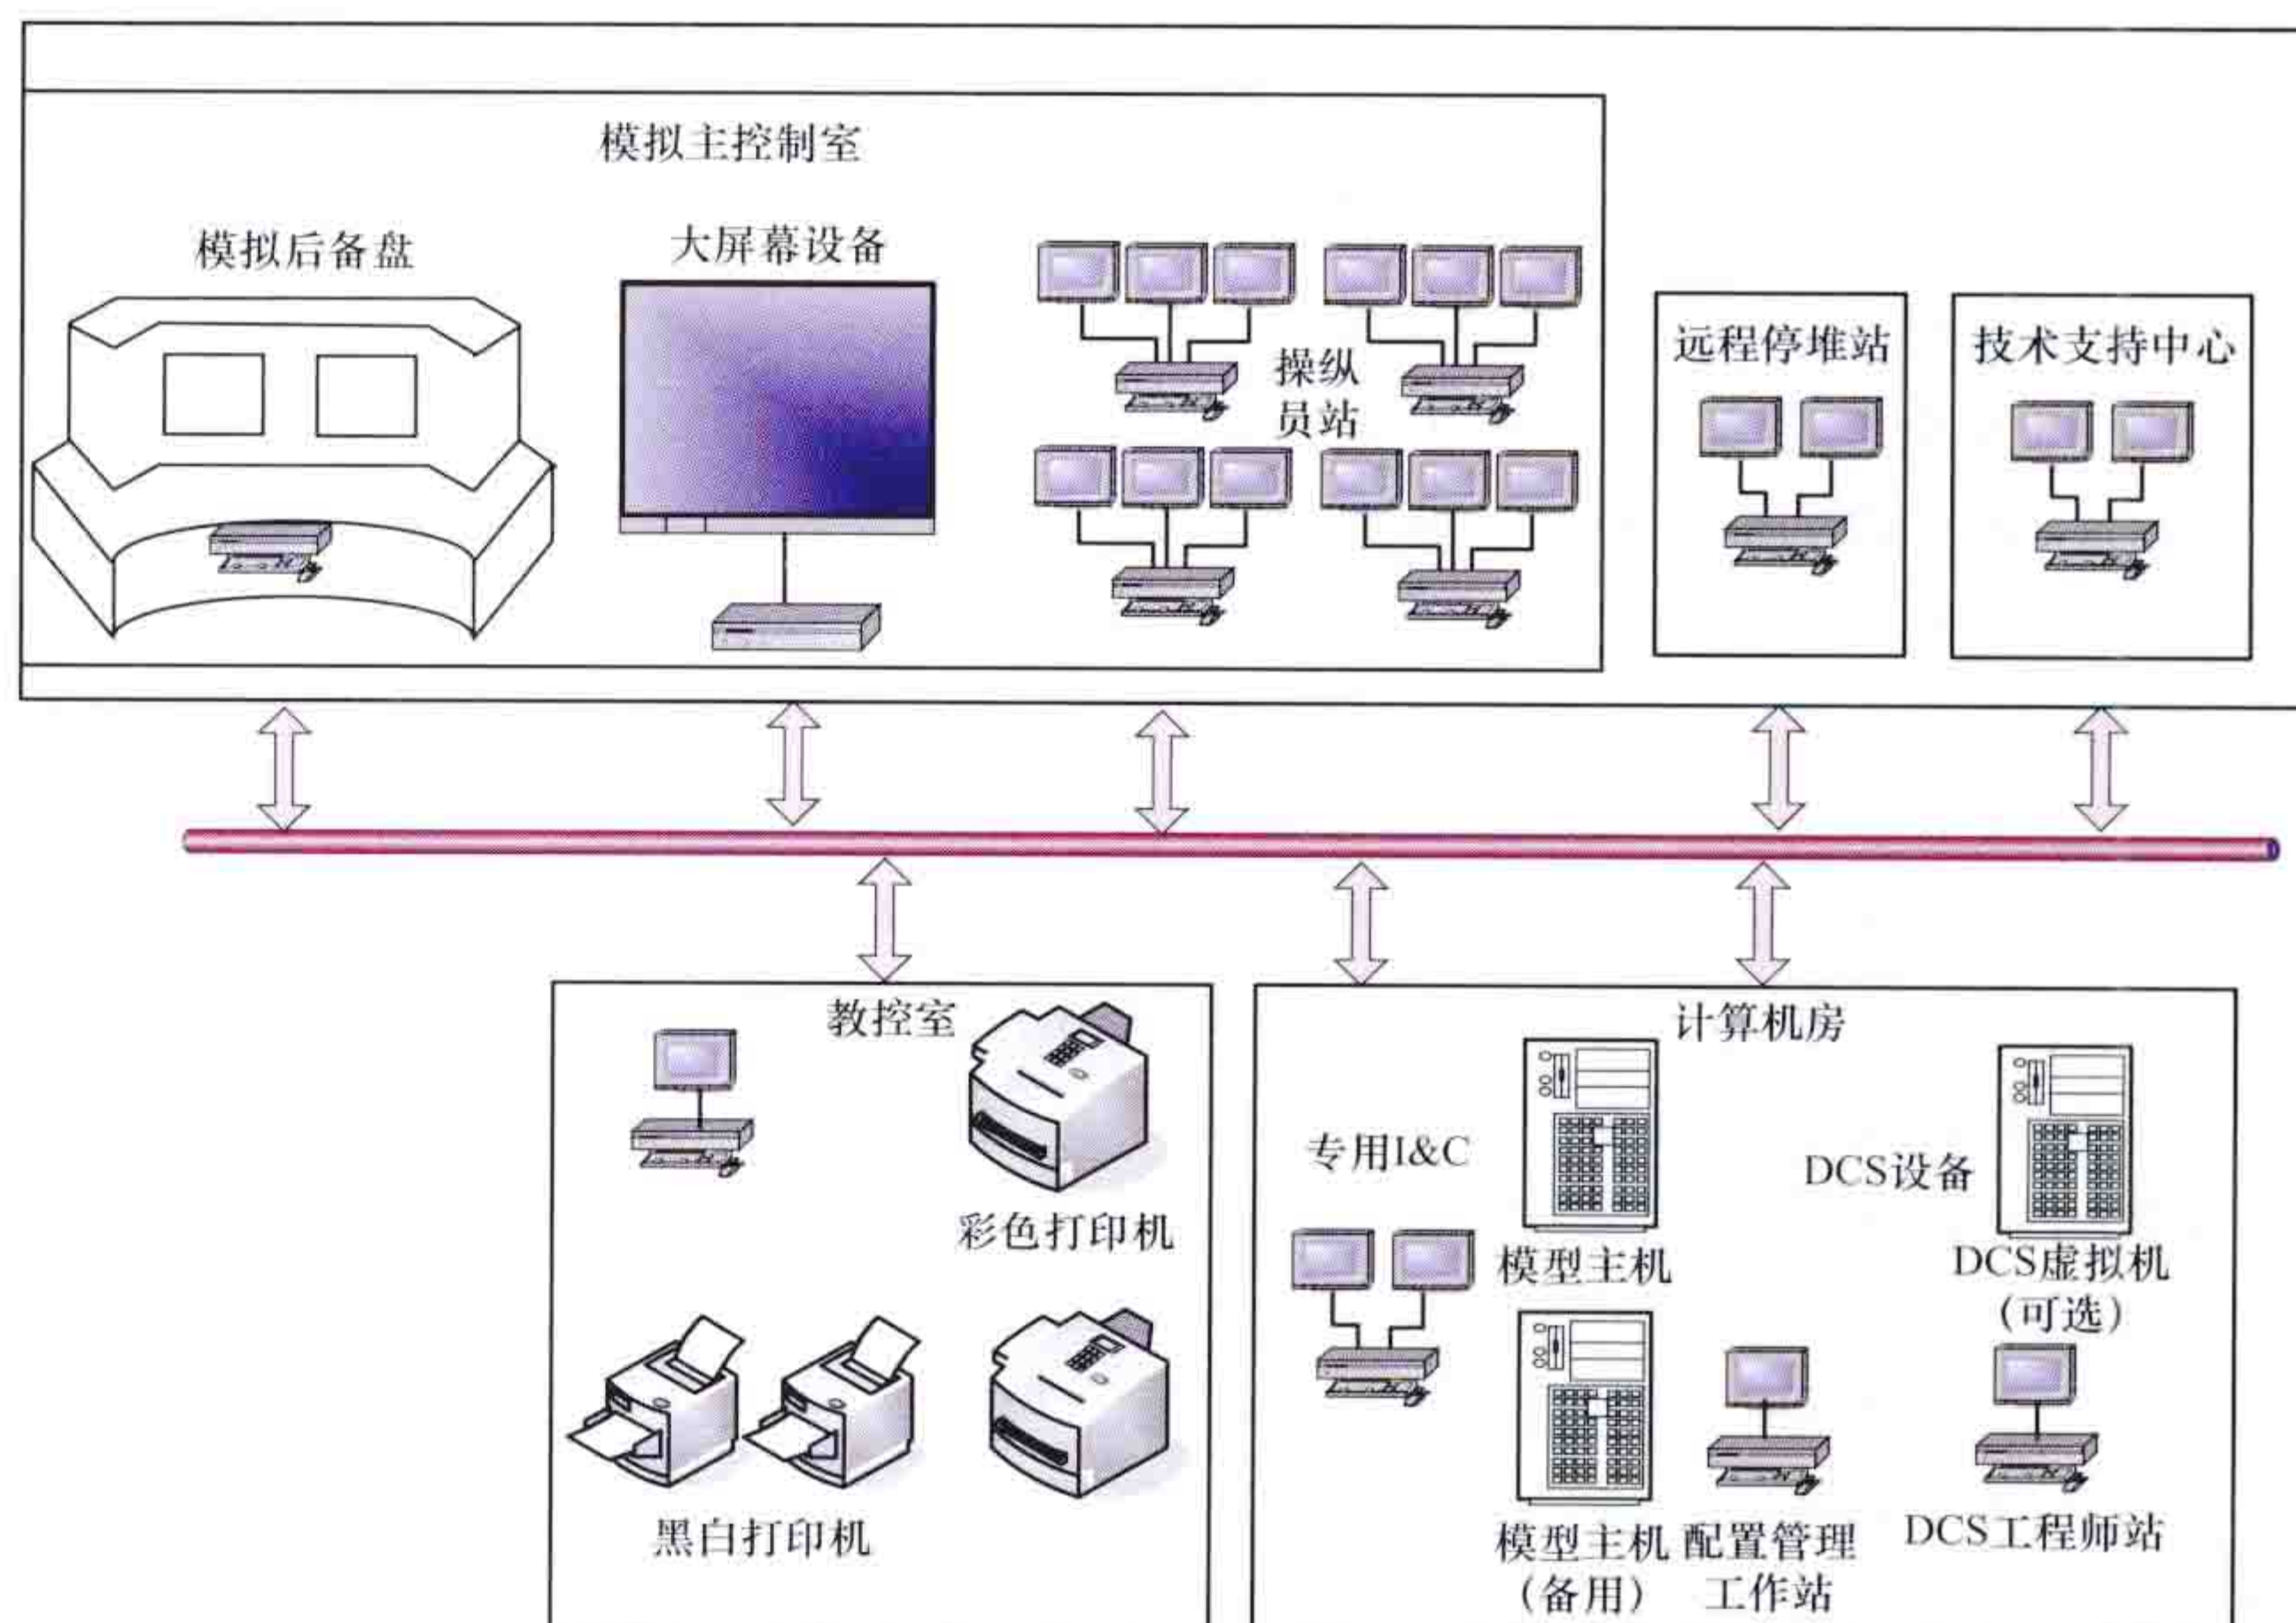 模拟主控制室
模拟后备盘
大屏幕设备
操纵
员站
远程停堆站
技术支持中心
教控室
彩色打印机
黑白打印机
计算机房
专用I&C
模型主机
DCS设备
DCS虚拟机
（可选）
模型主机
（备用）
配置管理
工作站
DCS工程师站